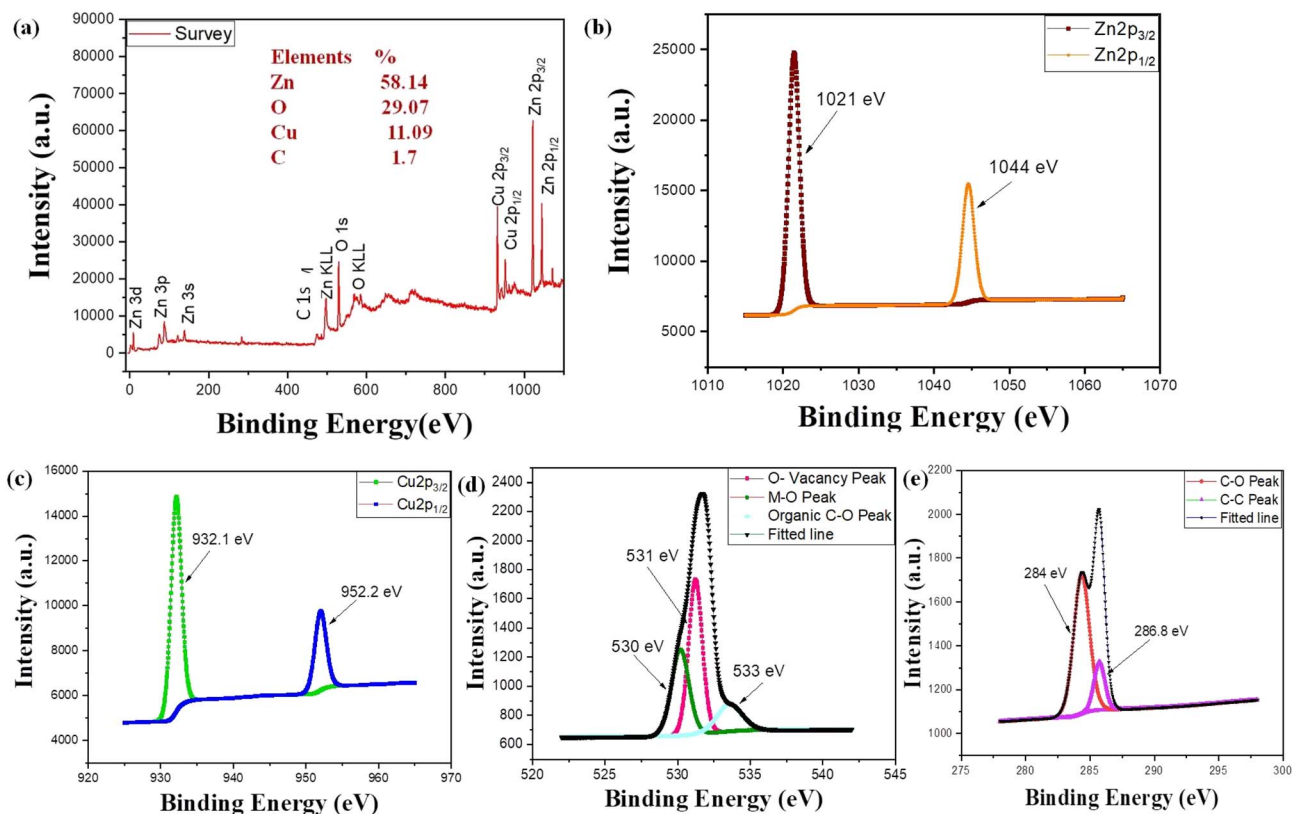 (a)
Survey
Elements %
Zn 58.14
O 29.07
Cu 11.09
C 1.7
Zn 3d
Zn 3p
Zn 3s
C 1s
Zn KLL
O 1s
O KLL
Cu 2p3/2
Cu 2p1/2
Zn 2p3/2
Zn 2p1/2
90000
80000
70000
60000
50000
40000
30000
20000
10000
0
0 200 400 600 800 1000
Intensity (a.u.)
Binding Energy(eV)
(b)
Zn2p3/2
Zn2p1/2
1021 eV
1044 eV
25000
20000
15000
10000
5000
1010 1020 1030 1040 1050 1060 1070
Intensity (a.u.)
Binding Energy (eV)
(c)
Cu2p3/2
Cu2p1/2
932.1 eV
952.2 eV
16000
14000
12000
10000
8000
6000
4000
920 930 940 950 960 970
Intensity (a.u.)
Binding Energy (eV)
(d)
O- Vacancy Peak
M-O Peak
Organic C-O Peak
Fitted line
531 eV
530 eV
533 eV
2400
2200
2000
1800
1600
1400
1200
1000
800
600
520 525 530 535 540 545
Intensity (a.u.)
Binding Energy (eV)
(e)
C-O Peak
C-C Peak
Fitted line
284 eV
286.8 eV
2200
2000
1800
1600
1400
1200
1000
275 280 285 290 295 300
Intensity (a.u.)
Binding Energy (eV)